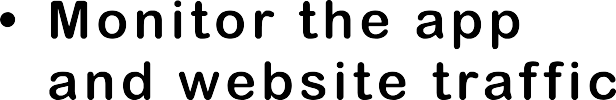 • Monitor the app
and website traffic